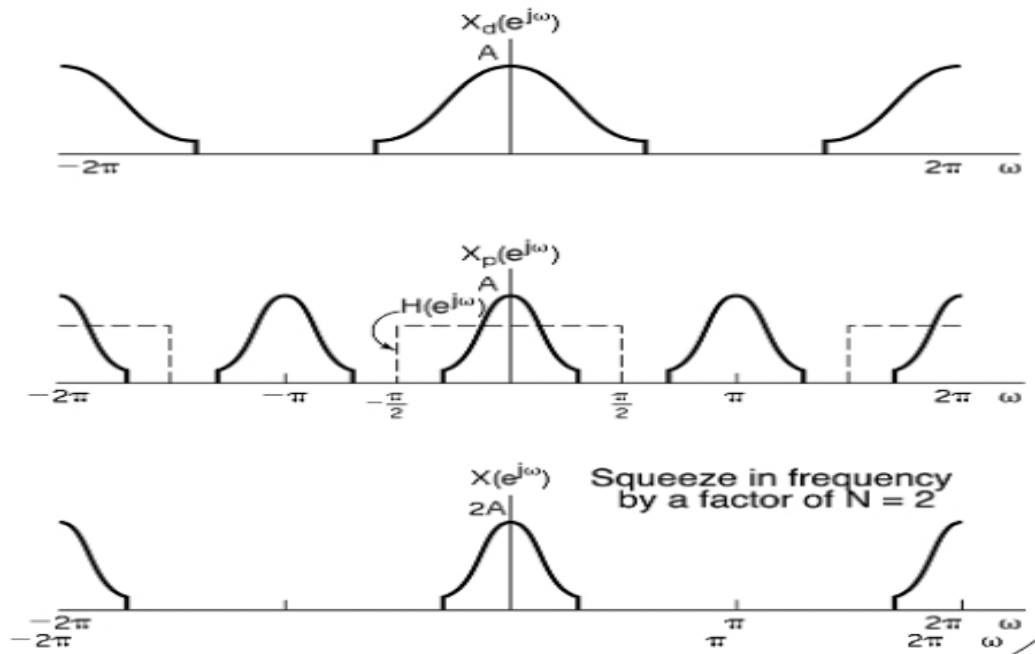 X_d(e^{jω})
A
−2π 2π ω
X_p(e^{jω})
A
H(e^{jω})
−2π −π −π/2 π/2 π 2π ω
X(e^{jω}) Squeeze in frequency
2A by a factor of N = 2
−2π π 2π ω
−2π π 2π ω